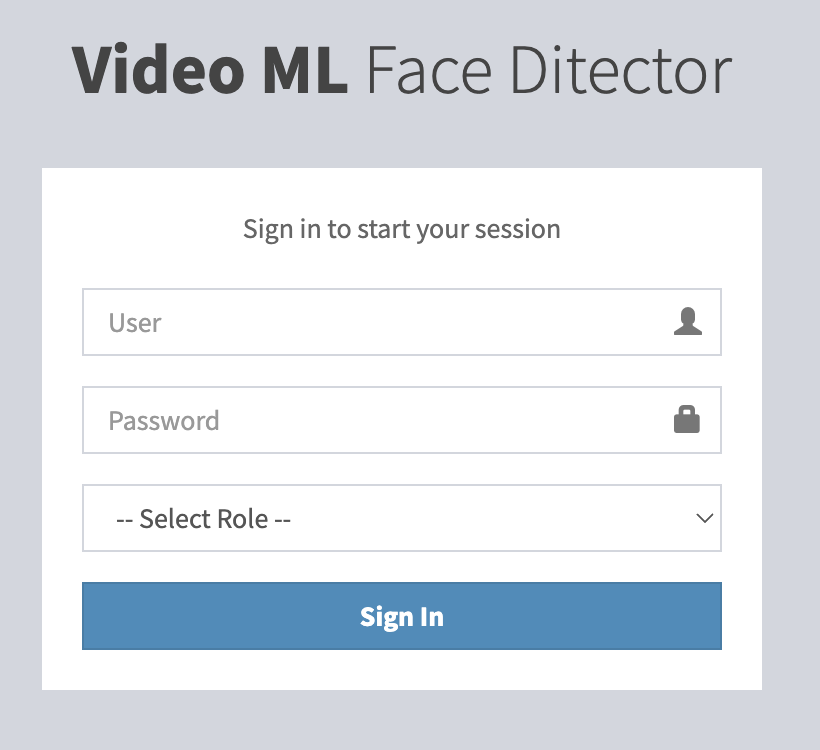 Video ML Face Ditector
Sign in to start your session
User
Password
-- Select Role --
Sign In